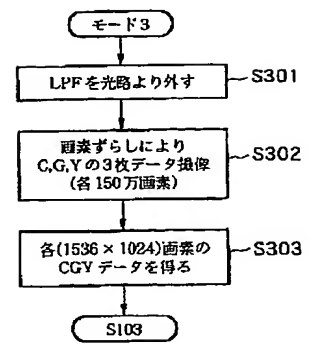 モード3
LPFを光路より外す
S301
画素ずらしにより
C,G,Yの3枚データ撮像
(各150万画素)
S302
各(1536×1024)画素の
CGYデータを得る
S303
S103